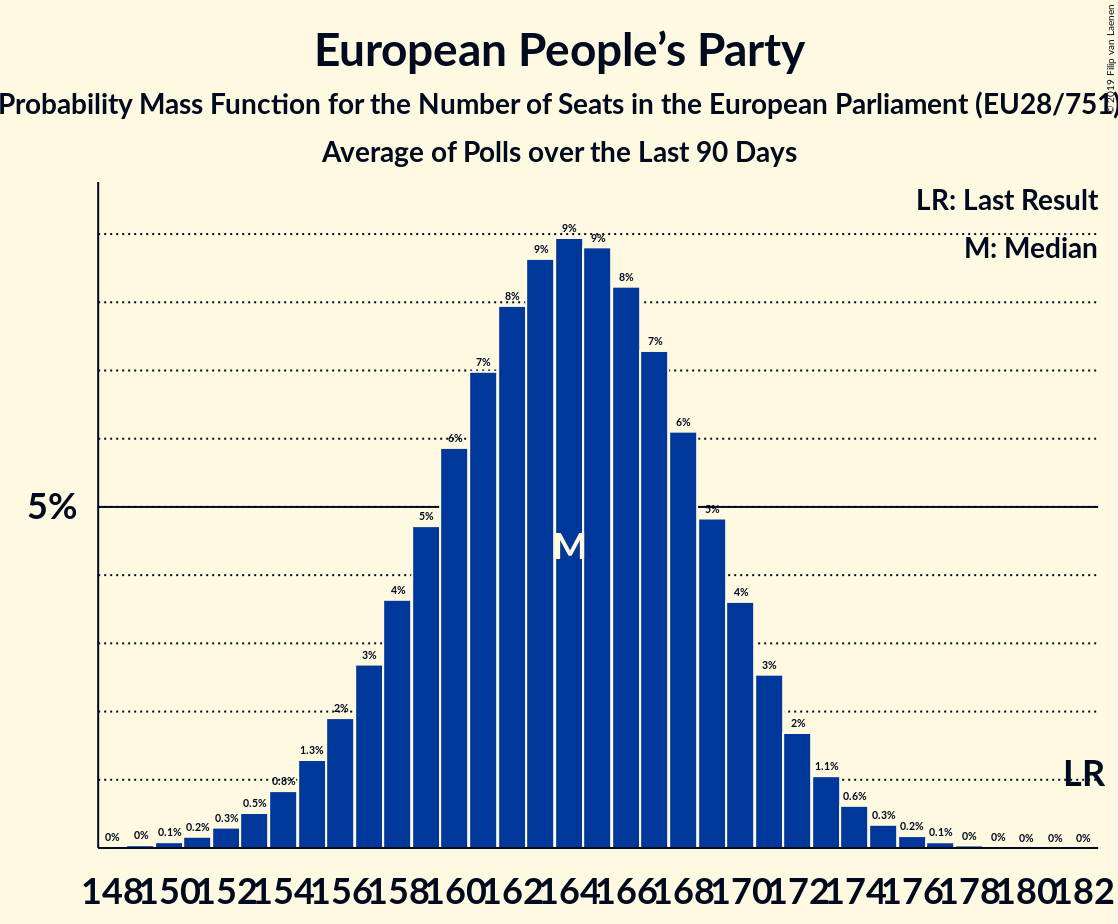 European People’s Party
Probability Mass Function for the Number of Seats in the European Parliament (EU28/751)
Average of Polls over the Last 90 Days
© 2019 Filip van Laenen
LR: Last Result
M: Median
5%
0% 0% 0.1% 0.2% 0.3% 0.5% 0.8% 1.3% 2% 3% 4% 5% 6% 7% 8% 9% 9% 9% 8% 7% 6% 5% 4% 3% 2% 1.1% 0.6% 0.3% 0.2% 0.1% 0% 0% 0% 0% 0%
M
LR
148 150 152 154 156 158 160 162 164 166 168 170 172 174 176 178 180 182